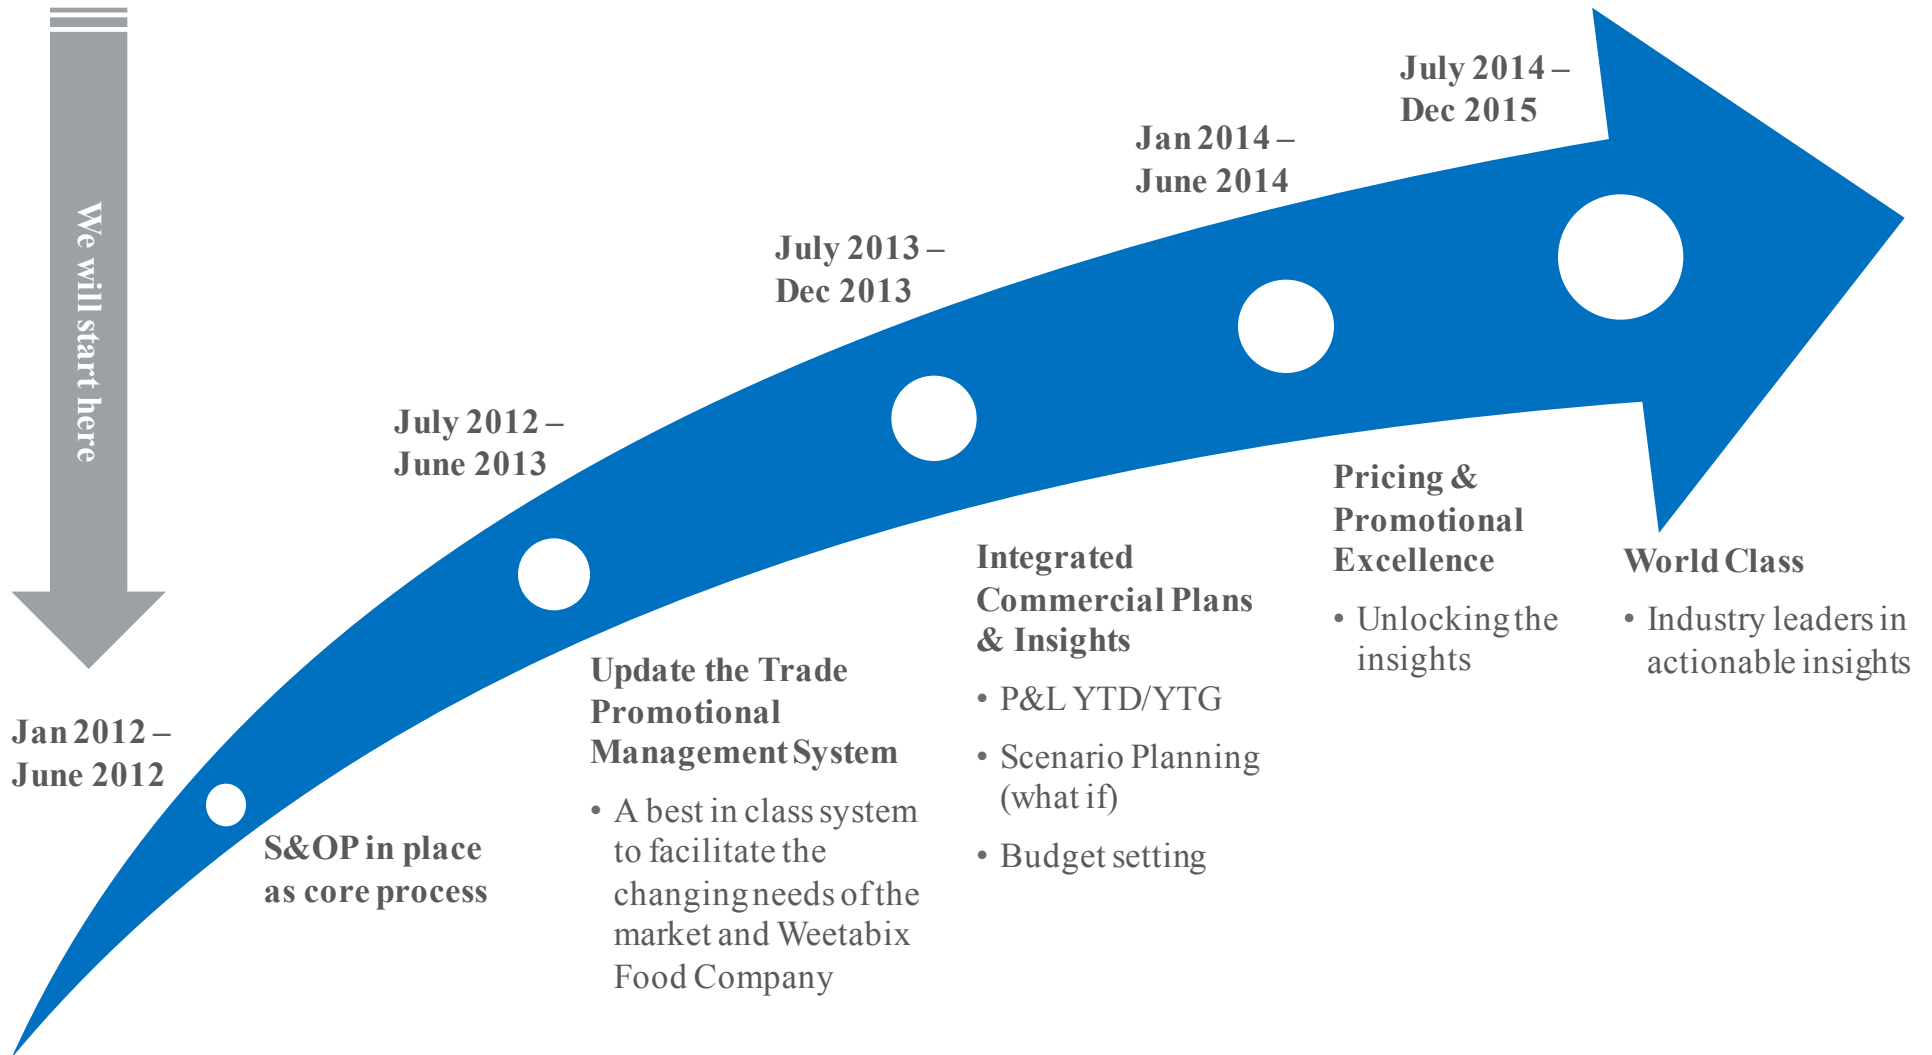 We will start here
Jan 2012 –
June 2012
S&OP in place
as core process
July 2012 –
June 2013
Update the Trade
Promotional
Management System
• A best in class system
to facilitate the
changing needs of the
market and Weetabix
Food Company
July 2013 –
Dec 2013
Integrated
Commercial Plans
& Insights
• P&L YTD/YTG
• Scenario Planning
(what if)
• Budget setting
Jan 2014 –
June 2014
Pricing &
Promotional
Excellence
• Unlocking the
insights
July 2014 –
Dec 2015
World Class
• Industry leaders in
actionable insights